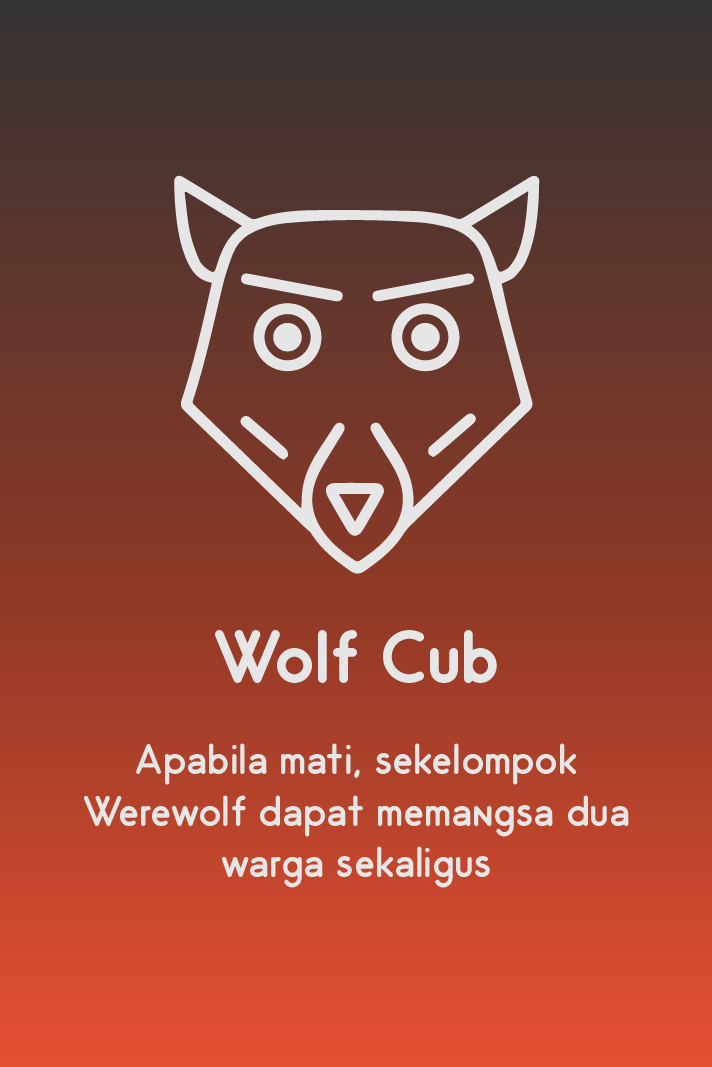 Wolf Cub
Apabila mati, sekelompok
Werewolf dapat memangsa dua
warga sekaligus